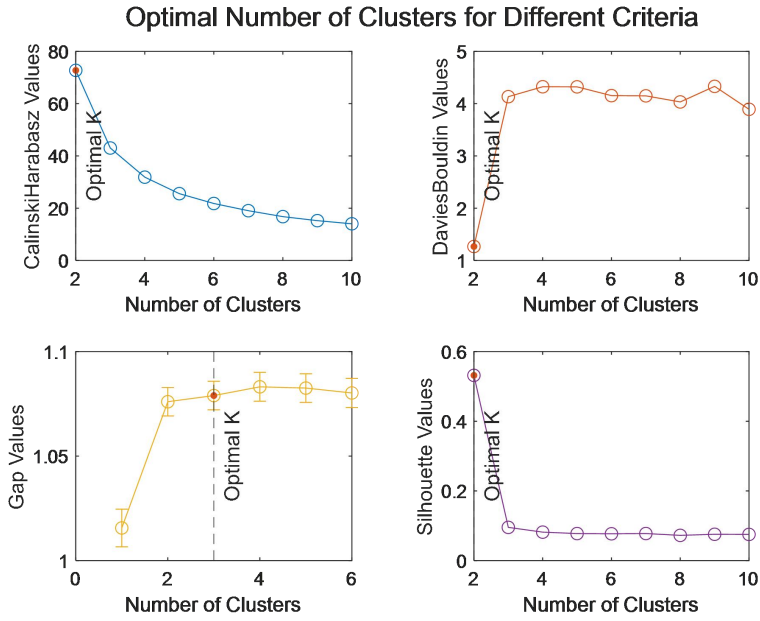 Optimal Number of Clusters for Different Criteria
CalinskiHarabasz Values
80
60
40
20
0
Optimal K
2 4 6 8 10
Number of Clusters
DaviesBouldin Values
5
4
3
2
1
Optimal K
2 4 6 8 10
Number of Clusters
Gap Values
1.1
1.05
1
Optimal K
0 2 4 6
Number of Clusters
Silhouette Values
0.6
0.4
0.2
0
Optimal K
2 4 6 8 10
Number of Clusters